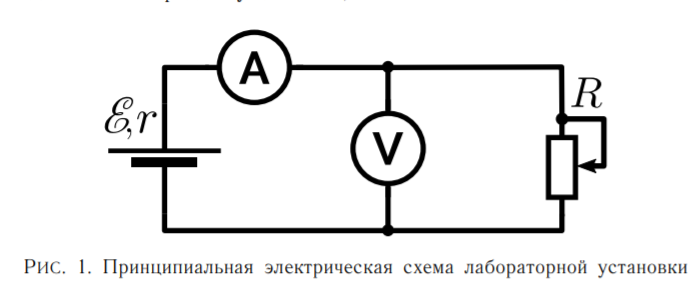 A
R
ℰ,r
V
Рис. 1. Принципиальная электрическая схема лабораторной установки